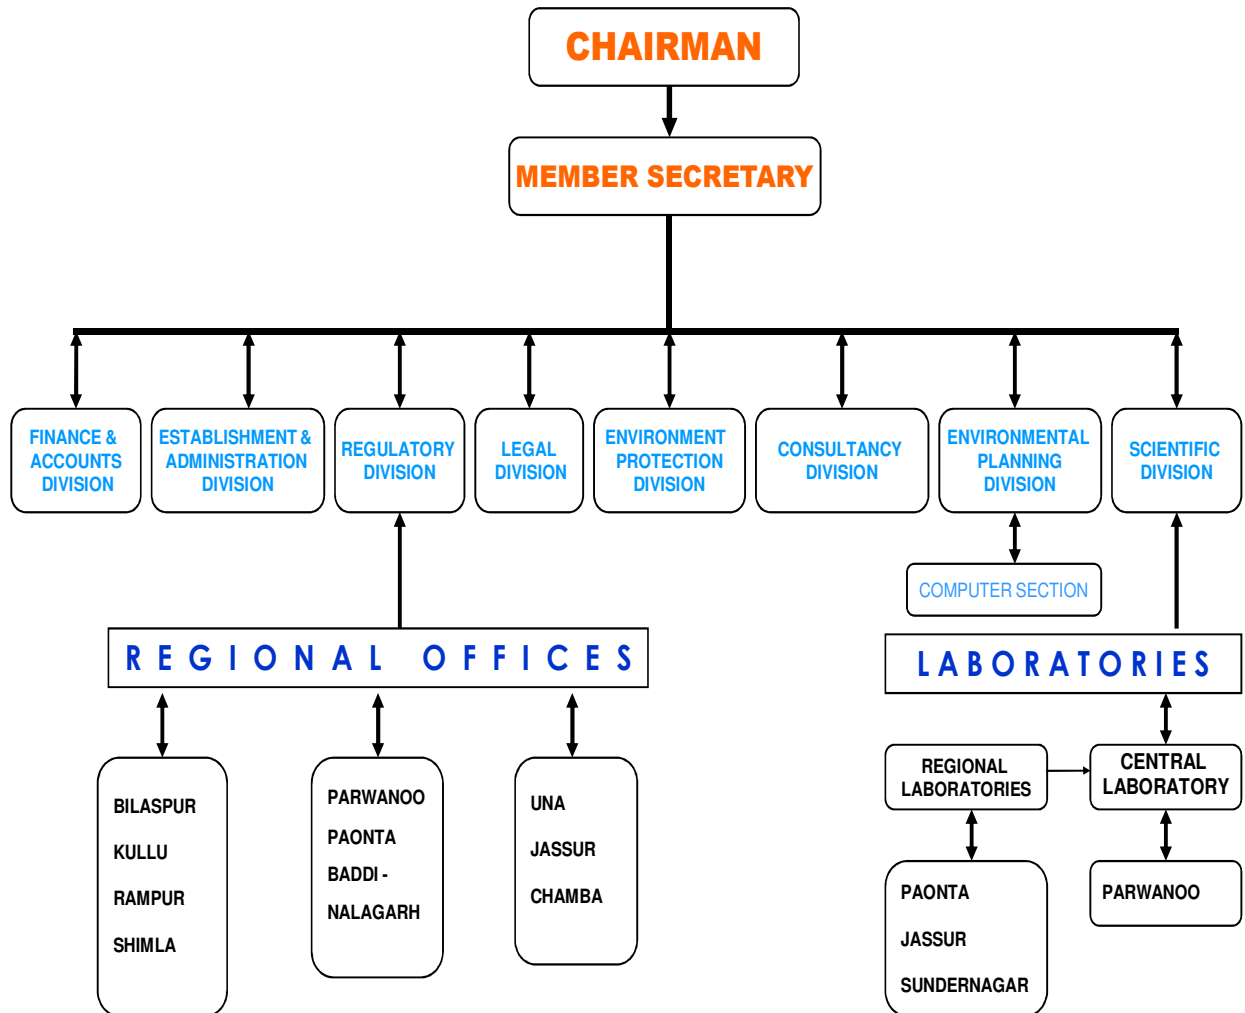 CHAIRMAN
MEMBER SECRETARY
FINANCE &
ACCOUNTS
DIVISION
ESTABLISHMENT &
ADMINISTRATION
DIVISION
REGULATORY
DIVISION
LEGAL
DIVISION
ENVIRONMENT
PROTECTION
DIVISION
CONSULTANCY
DIVISION
ENVIRONMENTAL
PLANNING
DIVISION
SCIENTIFIC
DIVISION
COMPUTER SECTION
REGIONAL OFFICES
LABORATORIES
BILASPUR
KULLU
RAMPUR
SHIMLA
PARWANOO
PAONTA
BADDI -
NALAGARH
UNA
JASSUR
CHAMBA
REGIONAL
LABORATORIES
CENTRAL
LABORATORY
PAONTA
JASSUR
SUNDERNAGAR
PARWANOO